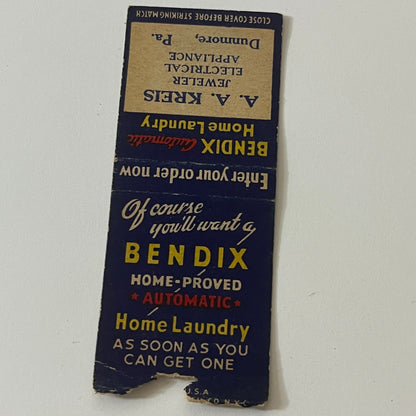 CLOSE COVER BEFORE STRIKING MATCH
A. A. KREIS
JEWELER
ELECTRICAL
APPLIANCE
Dunmore, Pa.
BENDIX Automatic
Home Laundry
Enter your order now
Of course
you'll want a
BENDIX
HOME-PROVED
★ AUTOMATIC ★
Home Laundry
AS SOON AS YOU
CAN GET ONE